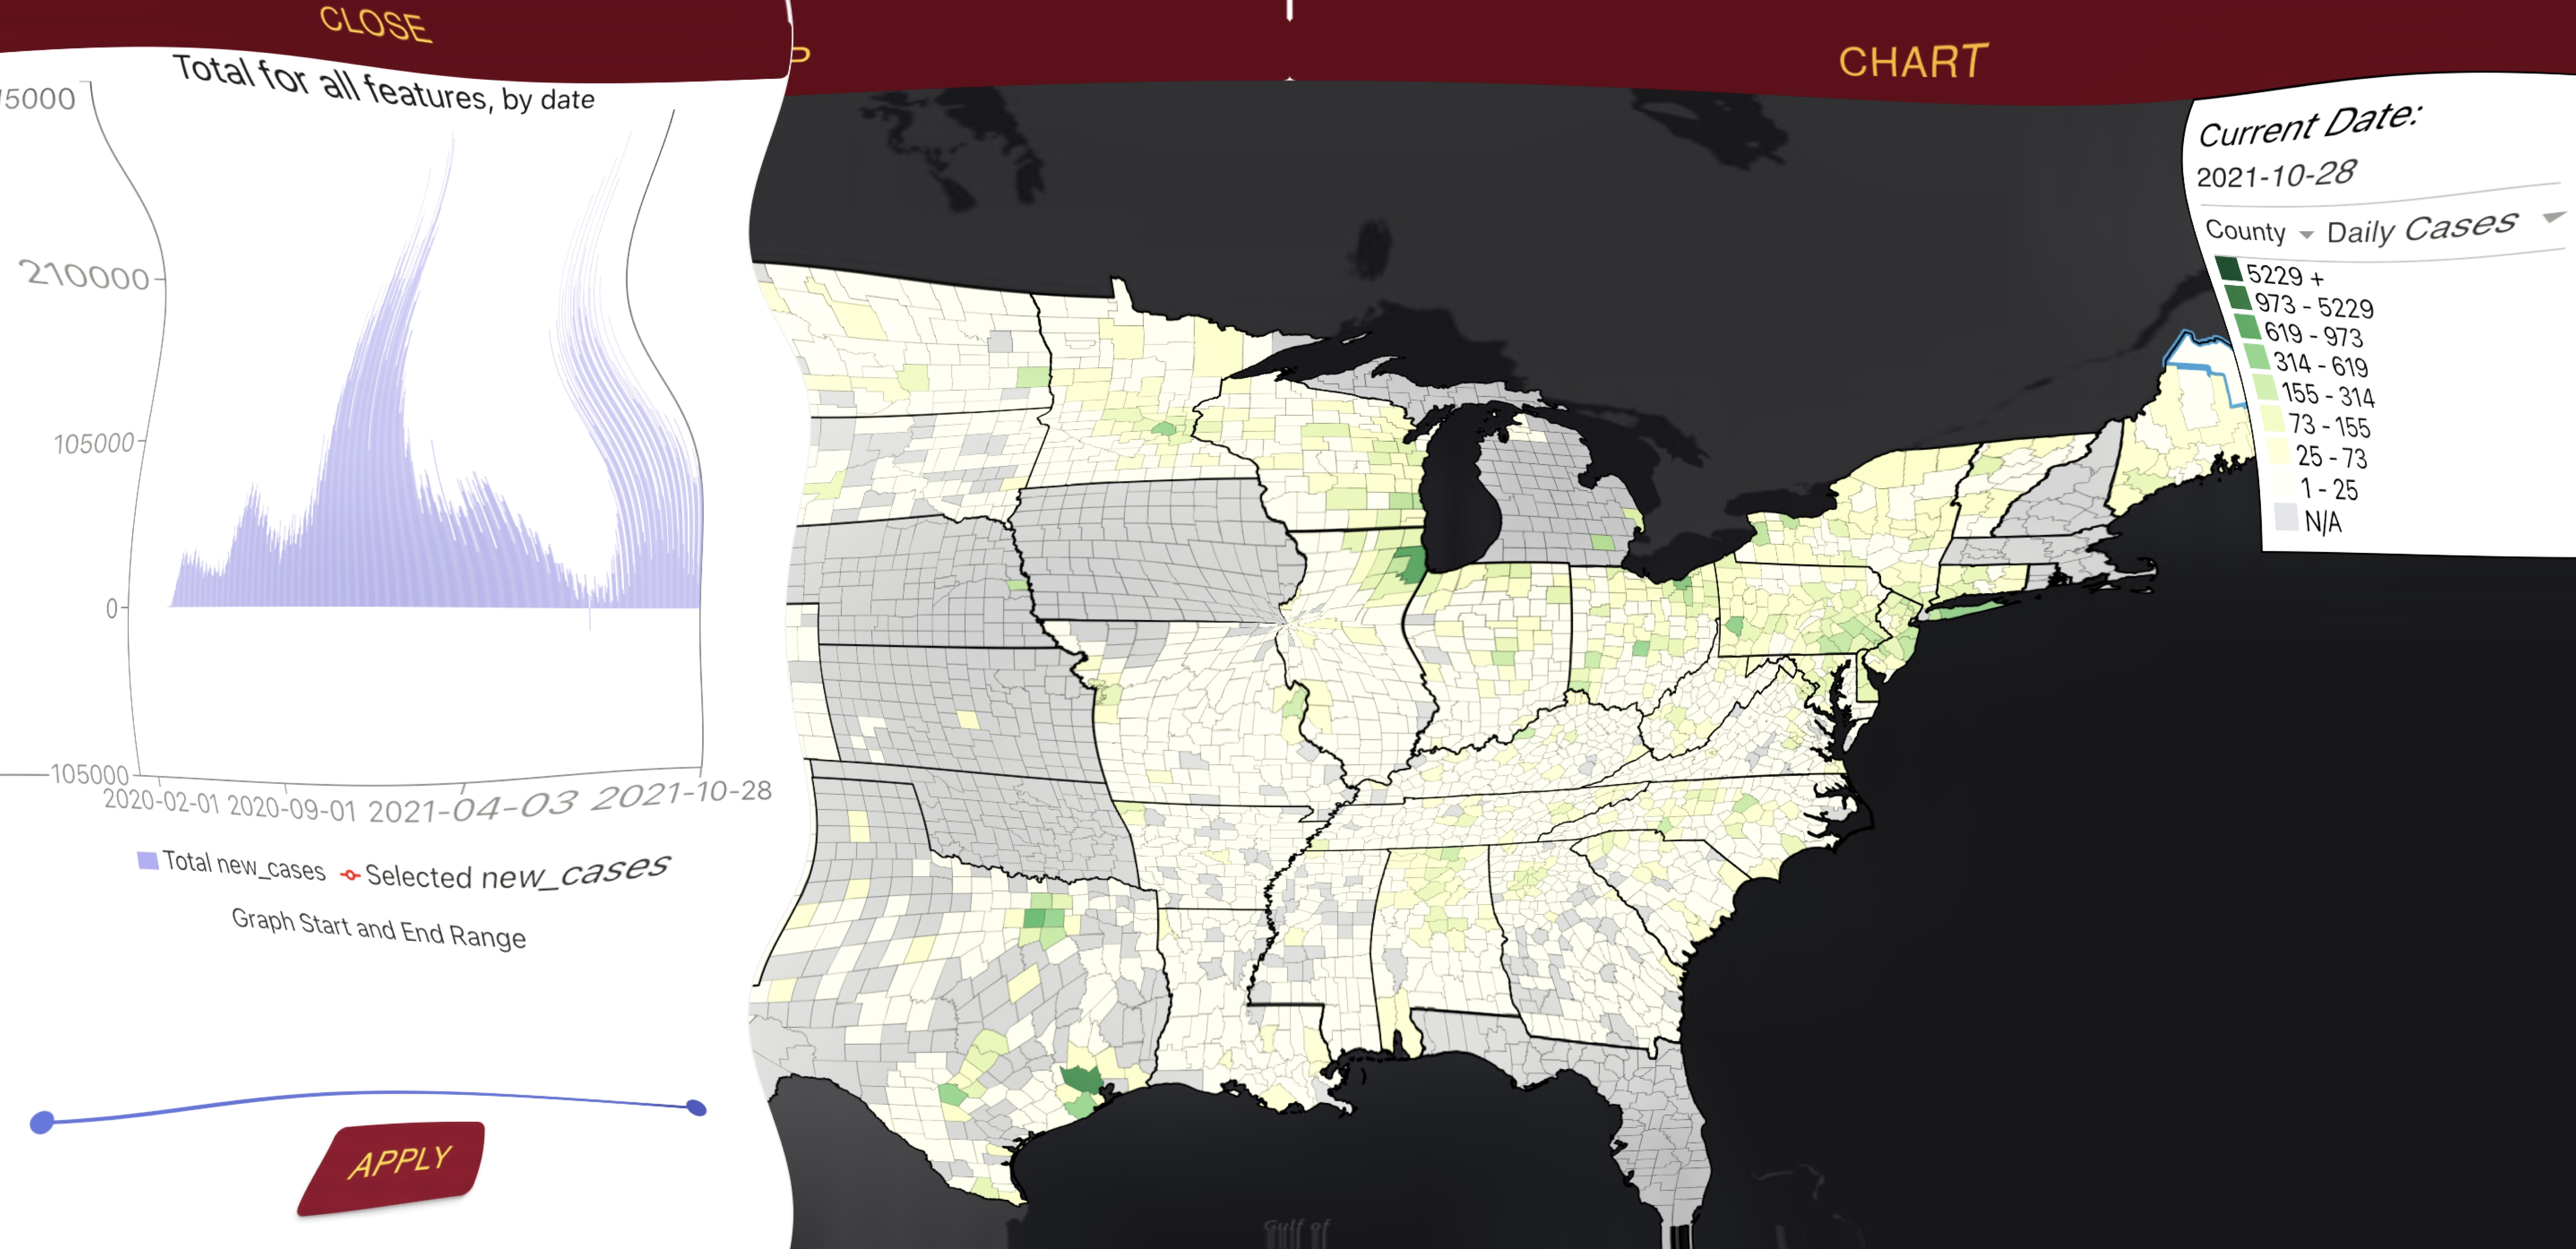 CLOSE
P
CHART
Total for all features, by date
15000
210000
105000
0
-105000
2020-02-01 2020-09-01 2021-04-03 2021-10-28
Total new_cases Selected new_cases
Graph Start and End Range
APPLY
Current Date:
2021-10-28
County Daily Cases
5229 +
973 - 5229
619 - 973
314 - 619
155 - 314
73 - 155
25 - 73
1 - 25
N/A
Gulf of